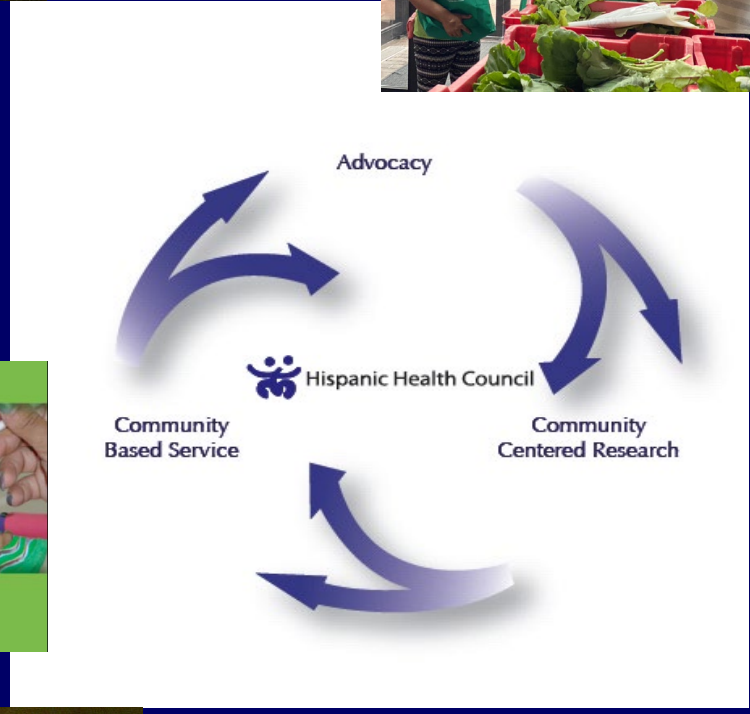 Advocacy
Hispanic Health Council
Community
Based Service
Community
Centered Research